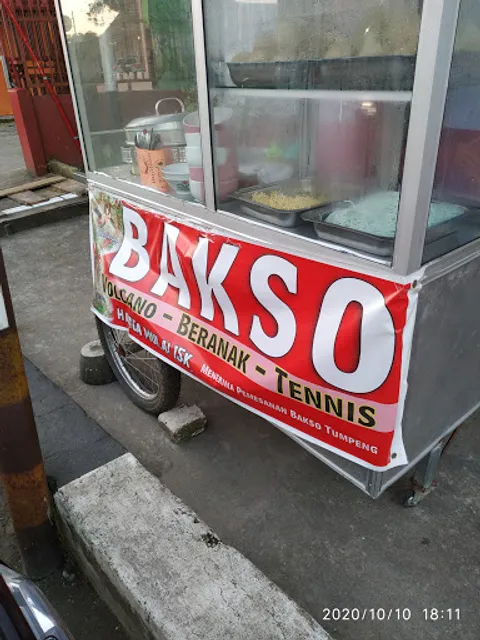 BAKSO
VOLCANO - BERANAK - TENNIS
MENERIMA PEMESANAN BAKSO TUMPENG
2020/10/10 18:11